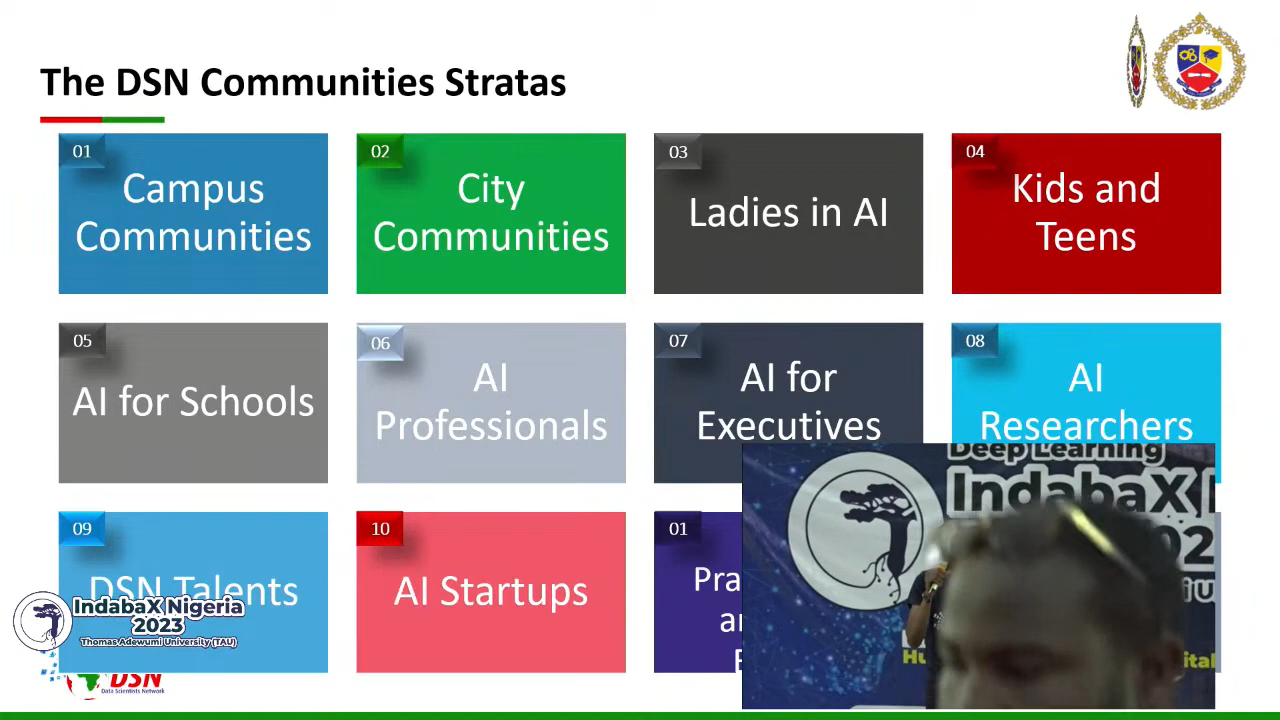 The DSN Communities Stratas
01
Campus
Communities
02
City
Communities
03
Ladies in AI
04
Kids and
Teens
05
AI for Schools
06
AI
Professionals
07
AI for
Executives
08
AI
Researchers
09
DSN Talents
10
AI Startups
01
Deep Learning
IndabaX
IndabaX Nigeria
2023
Thomas Adewumi University (TAU)
DSN
Data Scientists Network